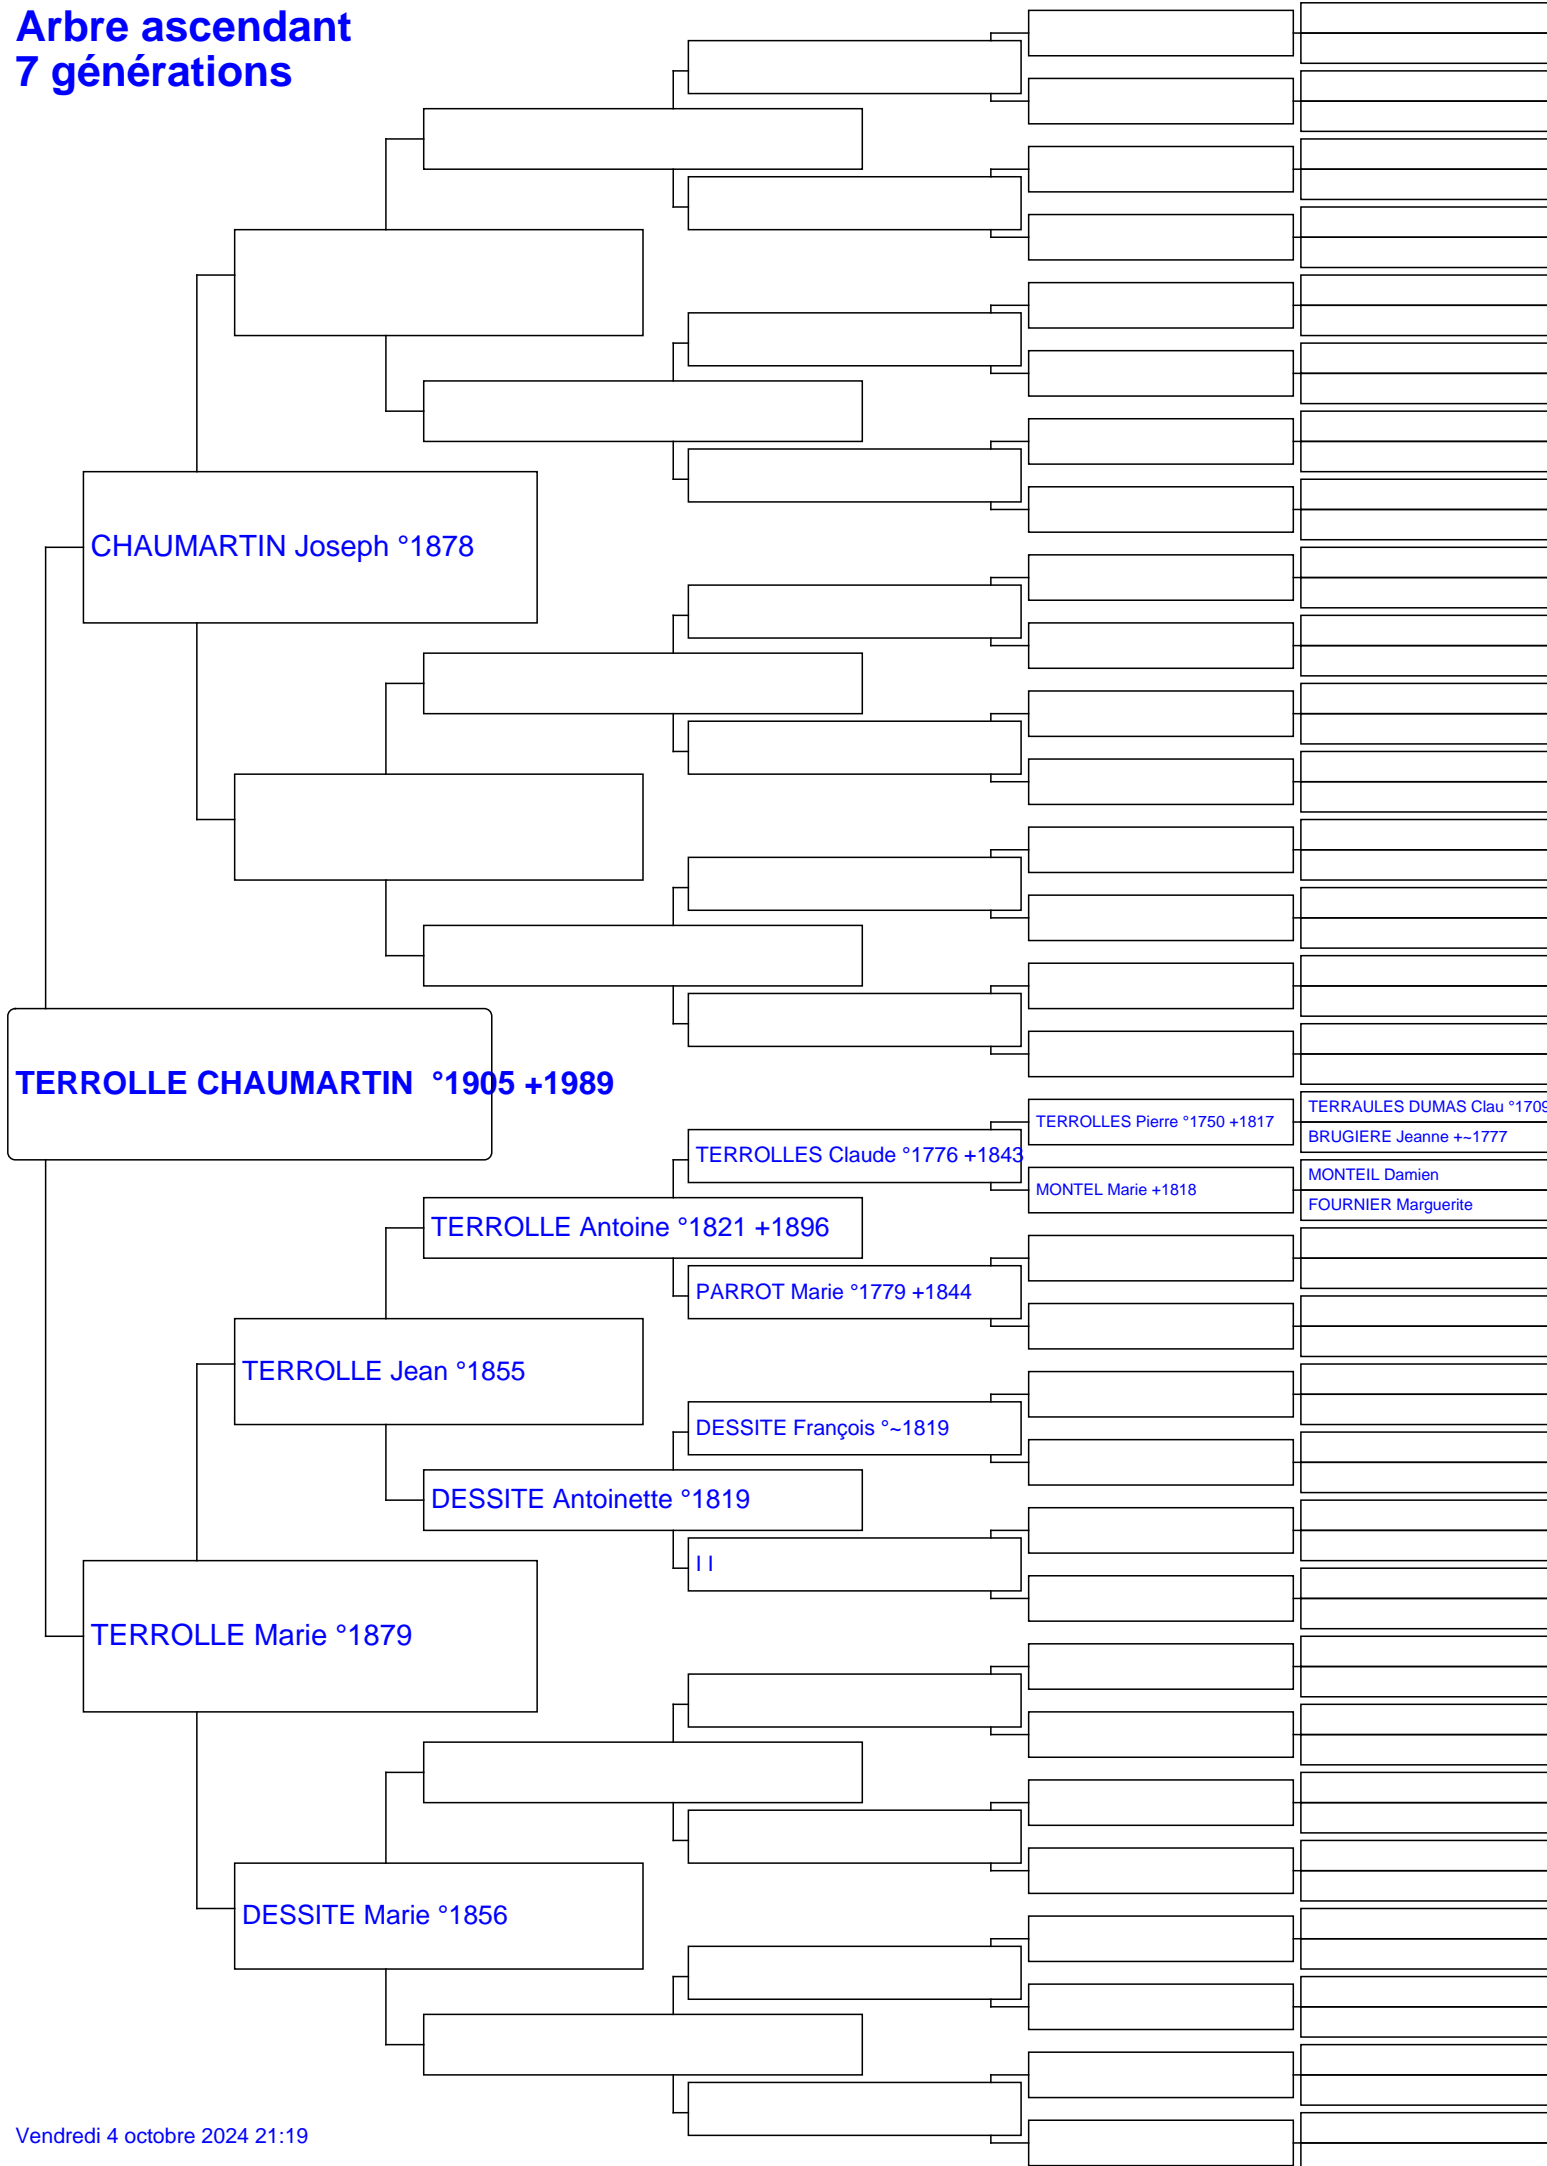 Arbre ascendant
7 générations
CHAUMARTIN Joseph °1878
TERROLLE CHAUMARTIN  °1905 +1989
TERROLLES Pierre °1750 +1817
TERRAULES DUMAS Clau °1709
BRUGIERE Jeanne +~1777
TERROLLES Claude °1776 +1843
MONTEL Marie +1818
MONTEIL Damien
FOURNIER Marguerite
TERROLLE Antoine °1821 +1896
PARROT Marie °1779 +1844
TERROLLE Jean °1855
DESSITE François °~1819
DESSITE Antoinette °1819
I I
TERROLLE Marie °1879
DESSITE Marie °1856
Vendredi 4 octobre 2024 21:19